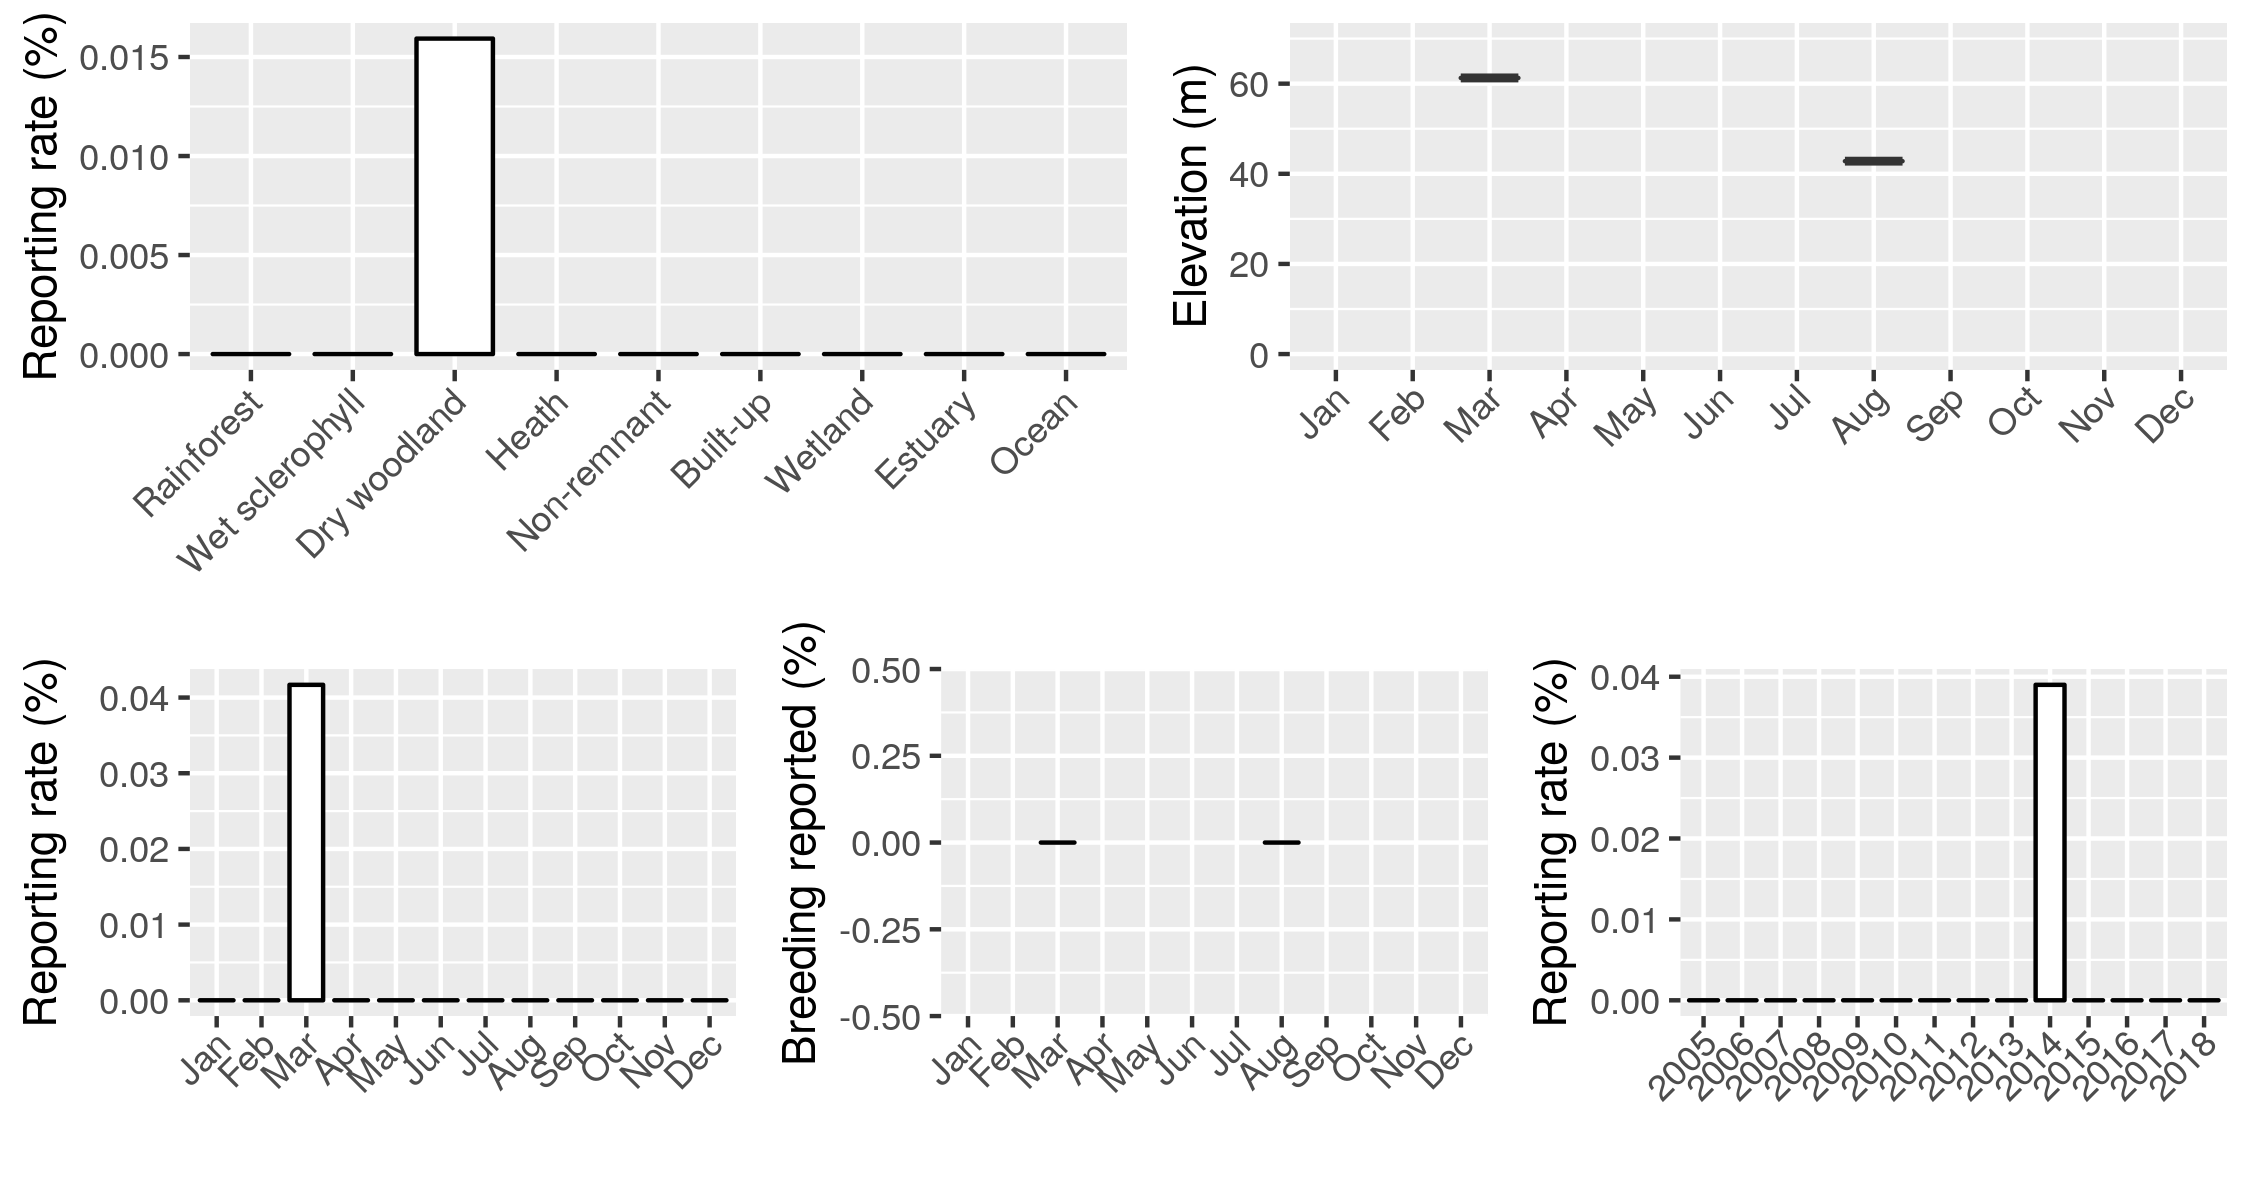 Reporting rate (%)
0.015
0.010
0.005
0.000
Rainforest
Wet sclerophyll
Dry woodland
Heath
Non-remnant
Built-up
Wetland
Estuary
Ocean
Elevation (m)
60
40
20
0
Jan
Feb
Mar
Apr
May
Jun
Jul
Aug
Sep
Oct
Nov
Dec
Reporting rate (%)
0.04
0.03
0.02
0.01
0.00
Jan
Feb
Mar
Apr
May
Jun
Jul
Aug
Sep
Oct
Nov
Dec
Breeding reported (%)
0.50
0.25
0.00
-0.25
-0.50
Jan
Feb
Mar
Apr
May
Jun
Jul
Aug
Sep
Oct
Nov
Dec
Reporting rate (%)
0.04
0.03
0.02
0.01
0.00
2005
2006
2007
2008
2009
2010
2011
2012
2013
2014
2015
2016
2017
2018